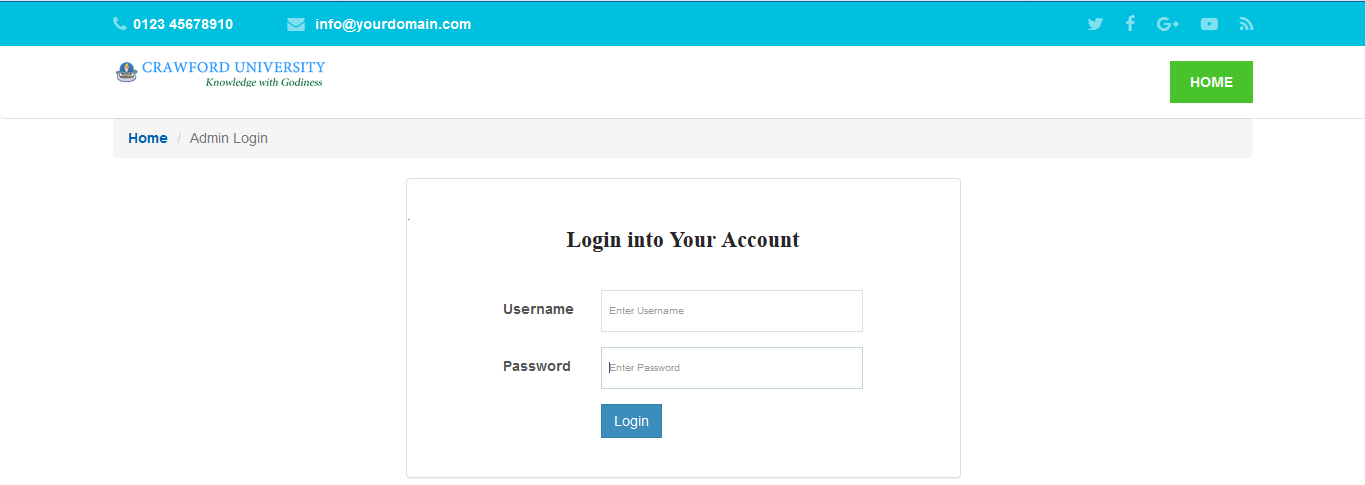 0123 45678910 info@yourdomain.com
CRAWFORD UNIVERSITY
Knowledge with Godiness
HOME
Home / Admin Login
Login into Your Account
Username Enter Username
Password Enter Password
Login